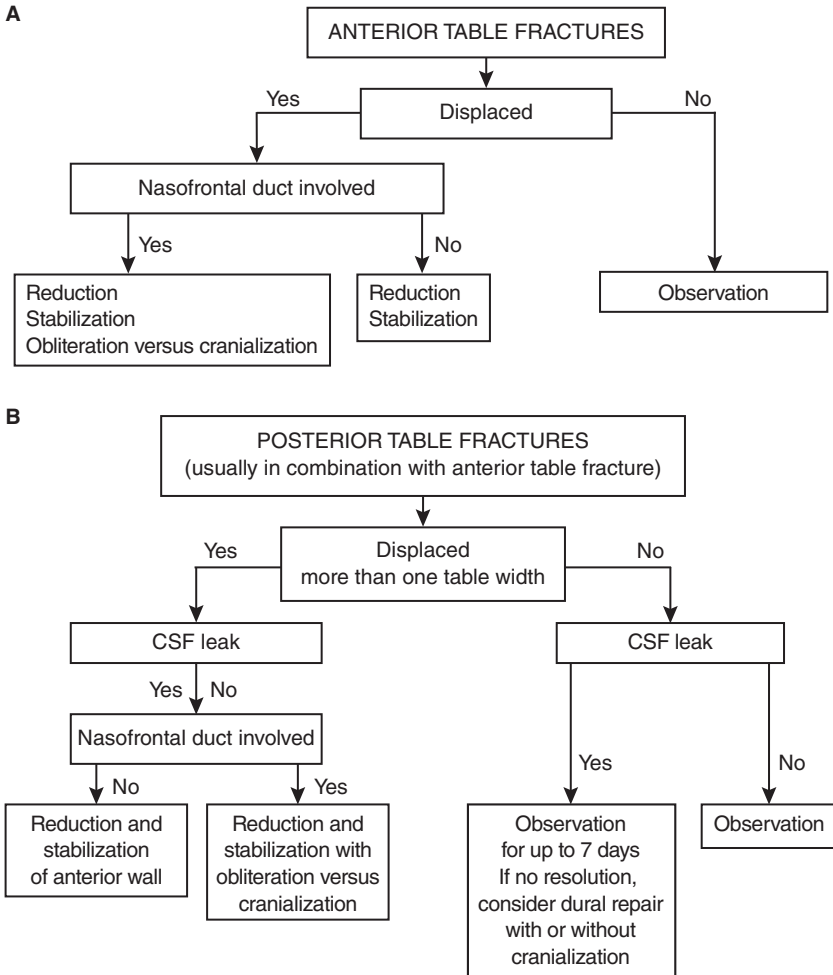 A
ANTERIOR TABLE FRACTURES
Displaced
Yes
No
Nasofrontal duct involved
Yes
No
Reduction
Stabilization
Obliteration versus cranialization
Reduction
Stabilization
Observation
B
POSTERIOR TABLE FRACTURES
(usually in combination with anterior table fracture)
Displaced
more than one table width
Yes
No
CSF leak
CSF leak
Yes No
Nasofrontal duct involved
No
Yes
Yes
No
Reduction and
stabilization
of anterior wall
Reduction and
stabilization with
obliteration versus
cranialization
Observation
for up to 7 days
If no resolution,
consider dural repair
with or without
cranialization
Observation